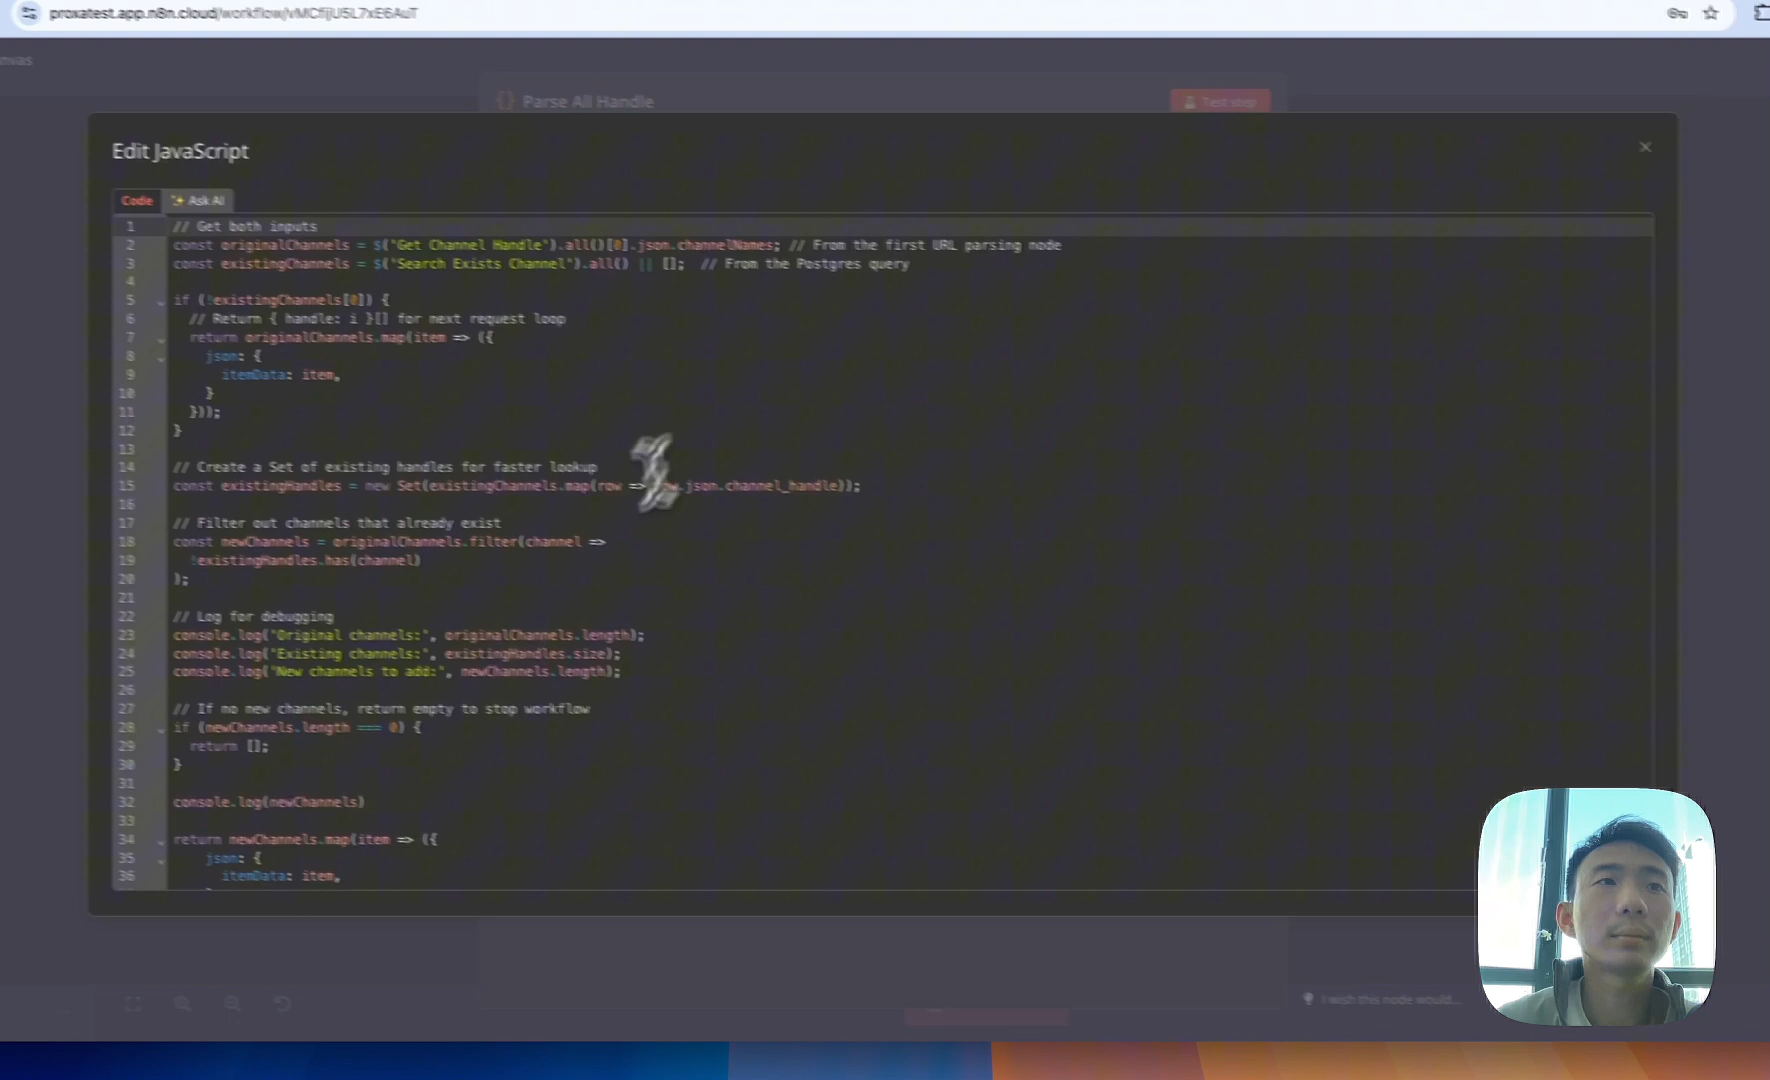 proxatest.app.n8n.cloud/workflow/vMCfijU5L7xE6AuT
nvas
Parse All Handle
Test step
Edit JavaScript
Code
Ask AI
1 // Get both inputs
2 const originalChannels = $("Get Channel Handle").all()[0].json.channelNames; // From the first URL parsing node
3 const existingChannels = $("Search Exists Channel").all() || []; // From the Postgres query
4
5 if (!existingChannels[0]) {
6 // Return { handle: i }[] for next request loop
7 return originalChannels.map(item => ({
8 json: {
9 itemData: item,
10 }
11 }));
12 }
13
14 // Create a Set of existing handles for faster lookup
15 const existingHandles = new Set(existingChannels.map(row => .json.channel_handle));
16
17 // Filter out channels that already exist
18 const newChannels = originalChannels.filter(channel =>
19 !existingHandles.has(channel)
20 );
21
22 // Log for debugging
23 console.log("Original channels:", originalChannels.length);
24 console.log("Existing channels:", existingHandles.size);
25 console.log("New channels to add:", newChannels.length);
26
27 // If no new channels, return empty to stop workflow
28 if (newChannels.length === 0) {
29 return [];
30 }
31
32 console.log(newChannels)
33
34 return newChannels.map(item => ({
35 json: {
36 itemData: item,
I wish this node would...